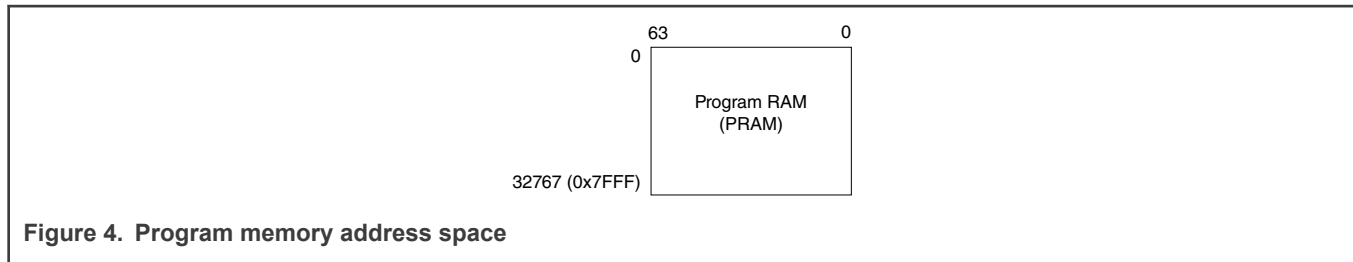 63 0
0
Program RAM
(PRAM)
32767 (0x7FFF)
Figure 4. Program memory address space